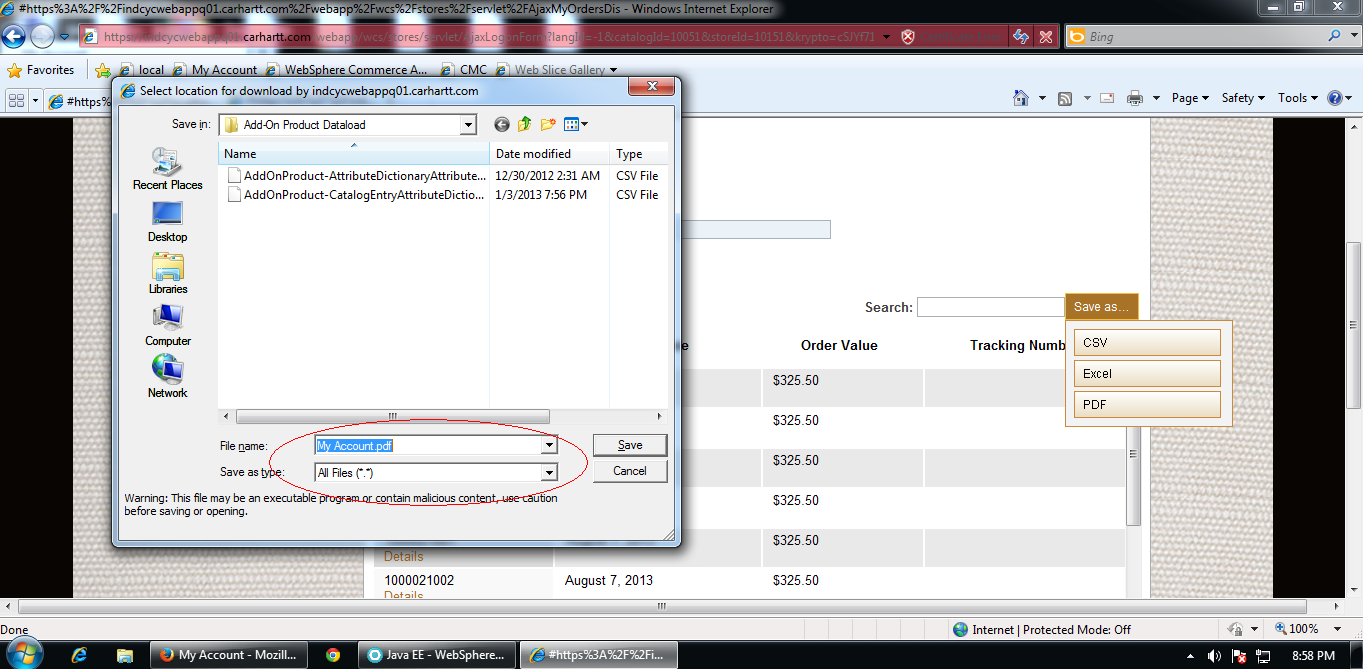 #https%3A%2F%2Findcycwebappq01.carhartt.com%2Fwebapp%2Fwcs%2Fstores%2Fservlet%2FAjaxMyOrdersDis - Windows Internet Explorer
https://indcycwebappq01.carhartt.com/webapp/wcs/stores/servlet/AjaxLogonForm?langId=-1&catalogId=10051&storeId=10151&krypto=cSJYf71
Bing
Favorites
local
My Account
WebSphere Commerce A...
CMC
Web Slice Gallery
#https%
Page
Safety
Tools
Select location for download by indcycwebappq01.carhartt.com
Save in:
Add-On Product Dataload
Name
Date modified
Type
AddOnProduct-AttributeDictionaryAttribute...
12/30/2012 2:31 AM
CSV File
AddOnProduct-CatalogEntryAttributeDictio...
1/3/2013 7:56 PM
CSV File
Recent Places
Desktop
Libraries
Computer
Network
File name:
My Account.pdf
Save
Save as type:
All Files (*.*)
Cancel
Warning: This file may be an executable program or contain malicious content, use caution
before saving or opening.
Search:
Save as...
CSV
Excel
PDF
e
Order Value
Tracking Numb
$325.50
$325.50
$325.50
$325.50
$325.50
Details
1000021002
August 7, 2013
$325.50
Details
Done
Internet | Protected Mode: Off
100%
My Account - Mozill...
Java EE - WebSphere...
#https%3A%2F%2Fi...
8:58 PM